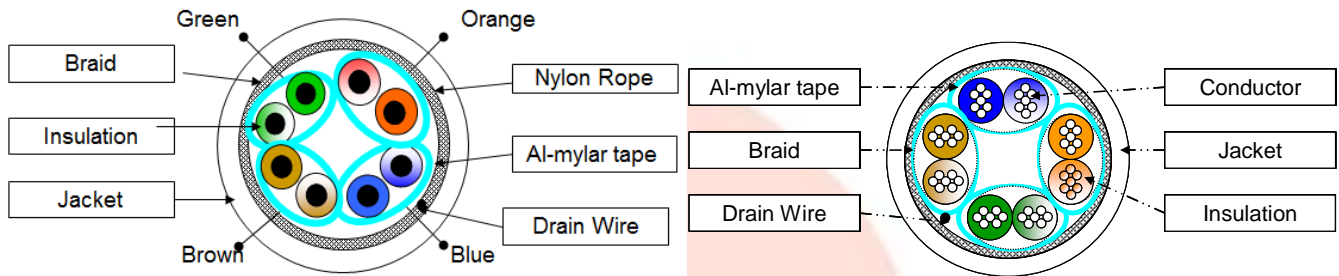 Green
Orange
Braid
Nylon Rope
Insulation
Al-mylar tape
Jacket
Drain Wire
Brown
Blue
Al-mylar tape
Conductor
Braid
Jacket
Drain Wire
Insulation